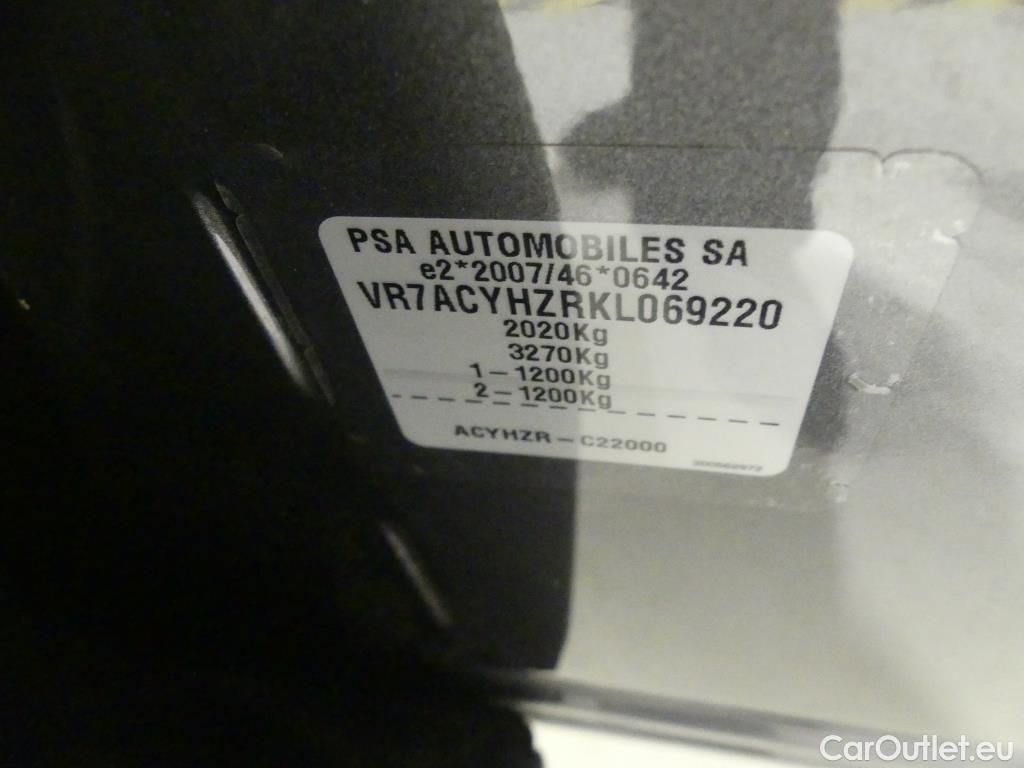 PSA AUTOMOBILES SA
e2*2007/46*0642
VR7ACYHZRKL069220
2020Kg
3270Kg
1-1200Kg
2-1200Kg
ACYHZR-C22000
CarOutlet.eu